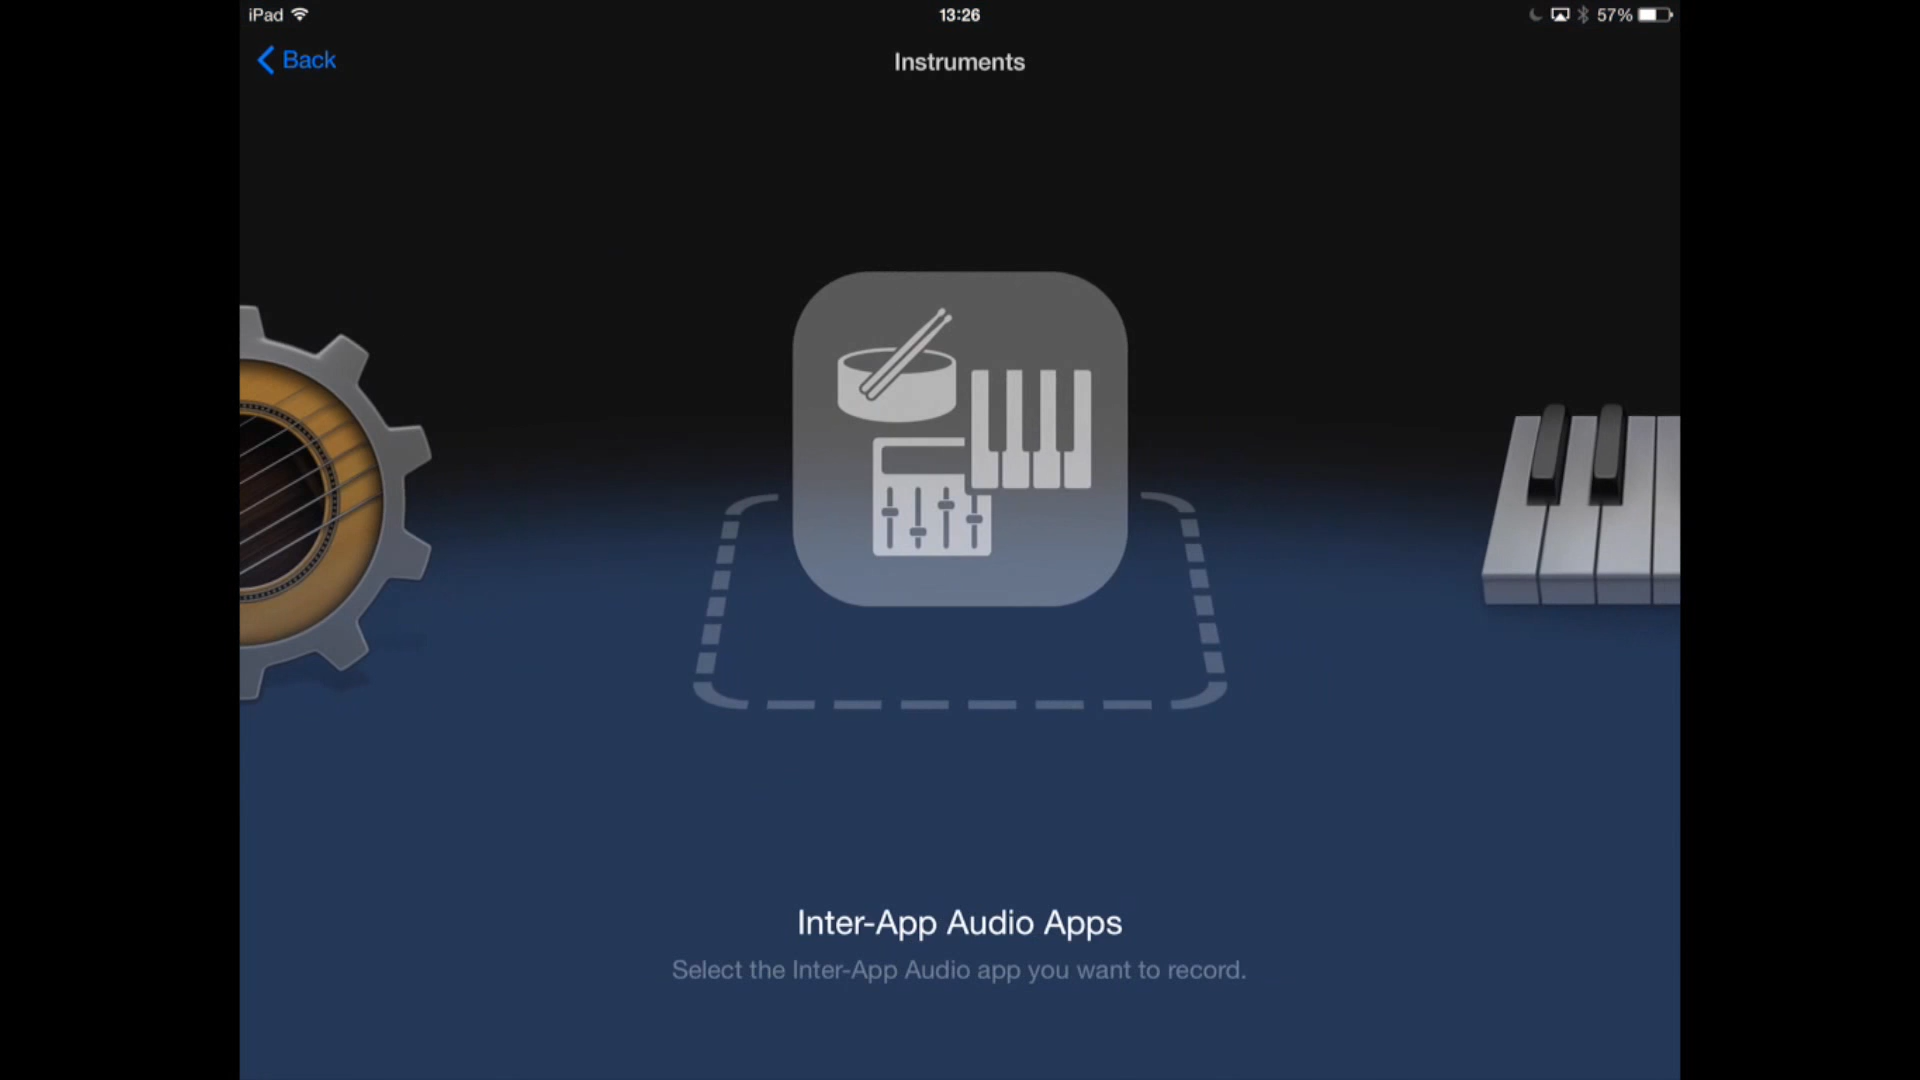 iPad
13:26
57%
Back
Instruments
Inter-App Audio Apps
Select the Inter-App Audio app you want to record.